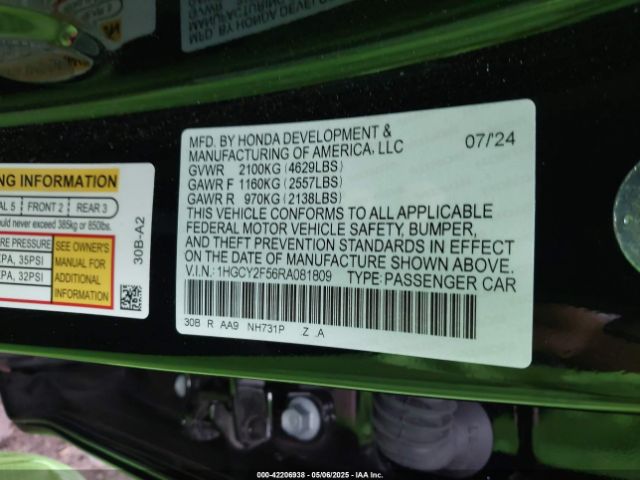 MFD. BY HONDA DEVELOPMENT &
MANUFACTURING OF AMERICA, LLC 07/'24
GVWR 2100KG (4629LBS)
GAWR F 1160KG (2557LBS)
GAWR R 970KG (2138LBS)
THIS VEHICLE CONFORMS TO ALL APPLICABLE
FEDERAL MOTOR VEHICLE SAFETY, BUMPER,
AND THEFT PREVENTION STANDARDS IN EFFECT
ON THE DATE OF MANUFACTURE SHOWN ABOVE.
V.I.N.: 1HGCY2F56RA081809 TYPE: PASSENGER CAR
30B R AA9 NH731P .Z .A
NG INFORMATION
AL 5 FRONT 2 REAR 3
ould never exceed 385kg or 850lbs.
RE PRESSURE
PA, 35PSI
PA, 32PSI
SEE OWNER'S
MANUAL FOR
ADDITIONAL
INFORMATION
30B-A2
000-42206938 - 05/06/2025 - IAA Inc.